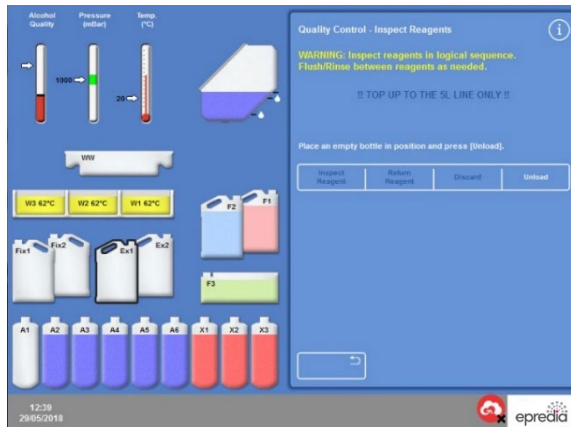 Alcohol Quality
Pressure (mBar)
Temp. (°C)
1000
20
WW
W3 62°C
W2 62°C
W1 62°C
F2
F1
Fix1
Fix2
Ex1
Ex2
F3
A1
A2
A3
A4
A5
A6
X1
X2
X3
Quality Control - Inspect Reagents
i
WARNING: Inspect reagents in logical sequence.
Flush/Rinse between reagents as needed.
!! TOP UP TO THE 5L LINE ONLY !!
Place an empty bottle in position and press [Unload].
Inspect Reagent
Return Reagent
Discard
Unload
12:39
29/05/2018
epredia